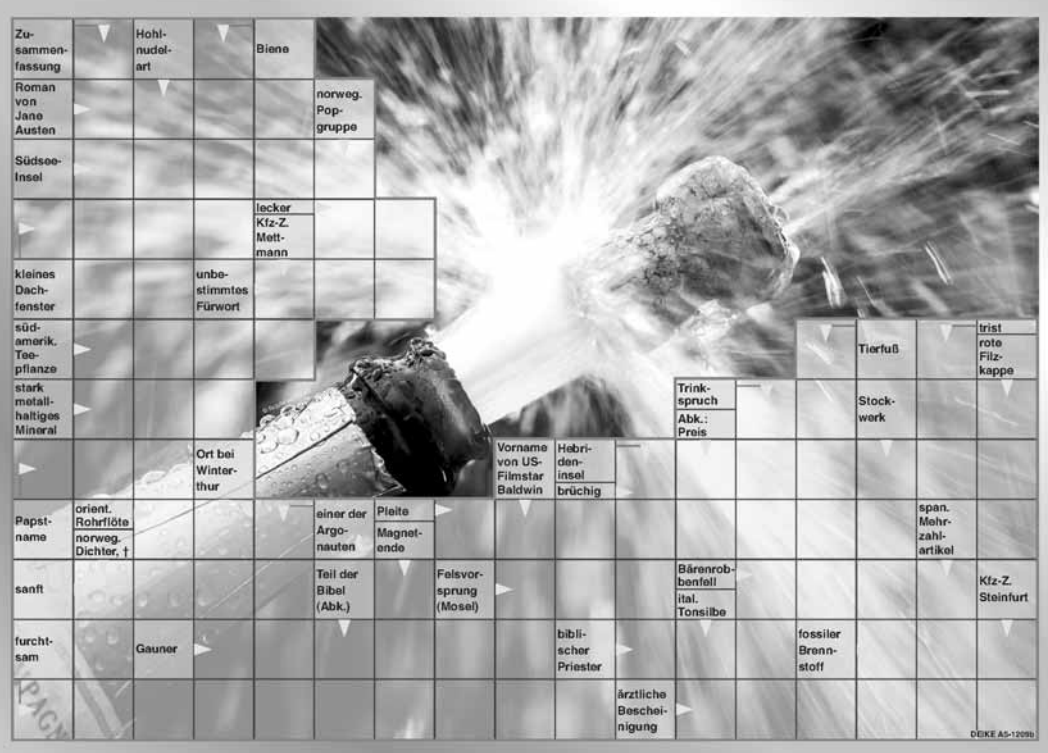 Zu-
sammen-
fassung
Hohl-
nudel-
art
Biene
Roman
von
Jane
Austen
norweg.
Pop-
gruppe
Südsee-
Insel
lecker
Kfz-Z.
Mett-
mann
kleines
Dach-
fenster
unbe-
stimmtes
Fürwort
süd-
amerik.
Tee-
pflanze
Tierfuß
trist
rote
Filz-
kappe
stark
metall-
haltiges
Mineral
Trink-
spruch
Abk.:
Preis
Stock-
werk
Ort bei
Winter-
thur
Vorname
von US-
Filmstar
Baldwin
Hebri-
den-
insel
brüchig
Papst-
name
orient.
Rohrflöte
norweg.
Dichter, †
einer der
Argo-
nauten
Pleite
Magnet-
ende
span.
Mehr-
zahl-
artikel
sanft
Teil der
Bibel
(Abk.)
Felsvor-
sprung
(Mosel)
Bärenrob-
benfell
ital.
Tonsilbe
Kfz-Z.
Steinfurt
furcht-
sam
Gauner
bibli-
scher
Priester
fossiler
Brenn-
stoff
PAGN
ärztliche
Beschei-
nigung
DEIKE A5-1209b